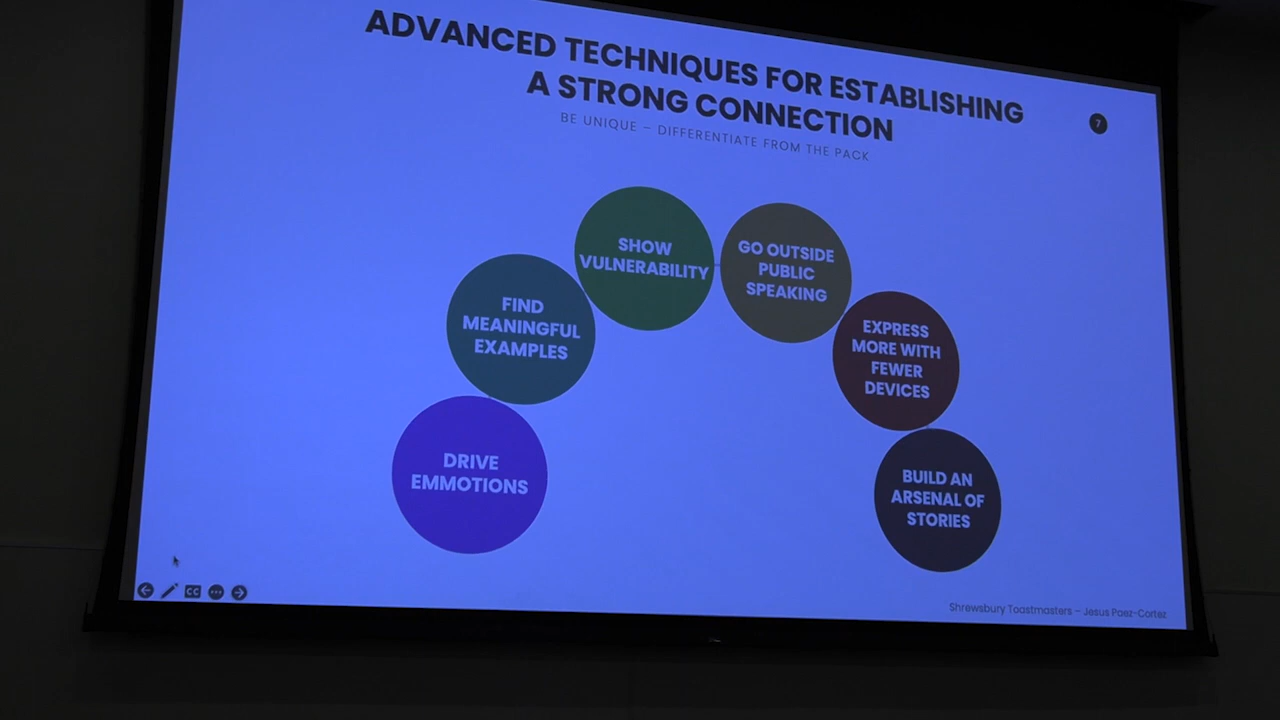 ADVANCED TECHNIQUES FOR ESTABLISHING
A STRONG CONNECTION
7
BE UNIQUE – DIFFERENTIATE FROM THE PACK
SHOW
VULNERABILITY
GO OUTSIDE
PUBLIC
SPEAKING
FIND
MEANINGFUL
EXAMPLES
EXPRESS
MORE WITH
FEWER
DEVICES
DRIVE
EMMOTIONS
BUILD AN
ARSENAL OF
STORIES
CC
Shrewsbury Toastmasters – Jesus Paez-Cortez